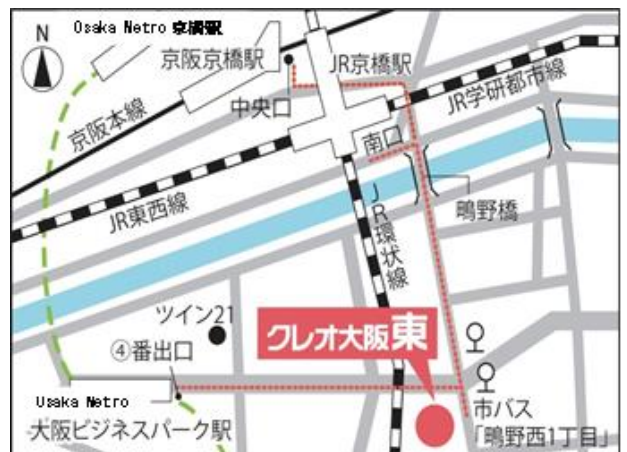 N
Osaka Metro 京橋駅
京阪京橋駅
JR京橋駅
中央口
JR学研都市線
京阪本線
南口
JR東西線
鴫野橋
JR環状線
ツイン21
クレオ大阪東
④番出口
Osaka Metro
大阪ビジネスパーク駅
市バス
「鴫野西1丁目」